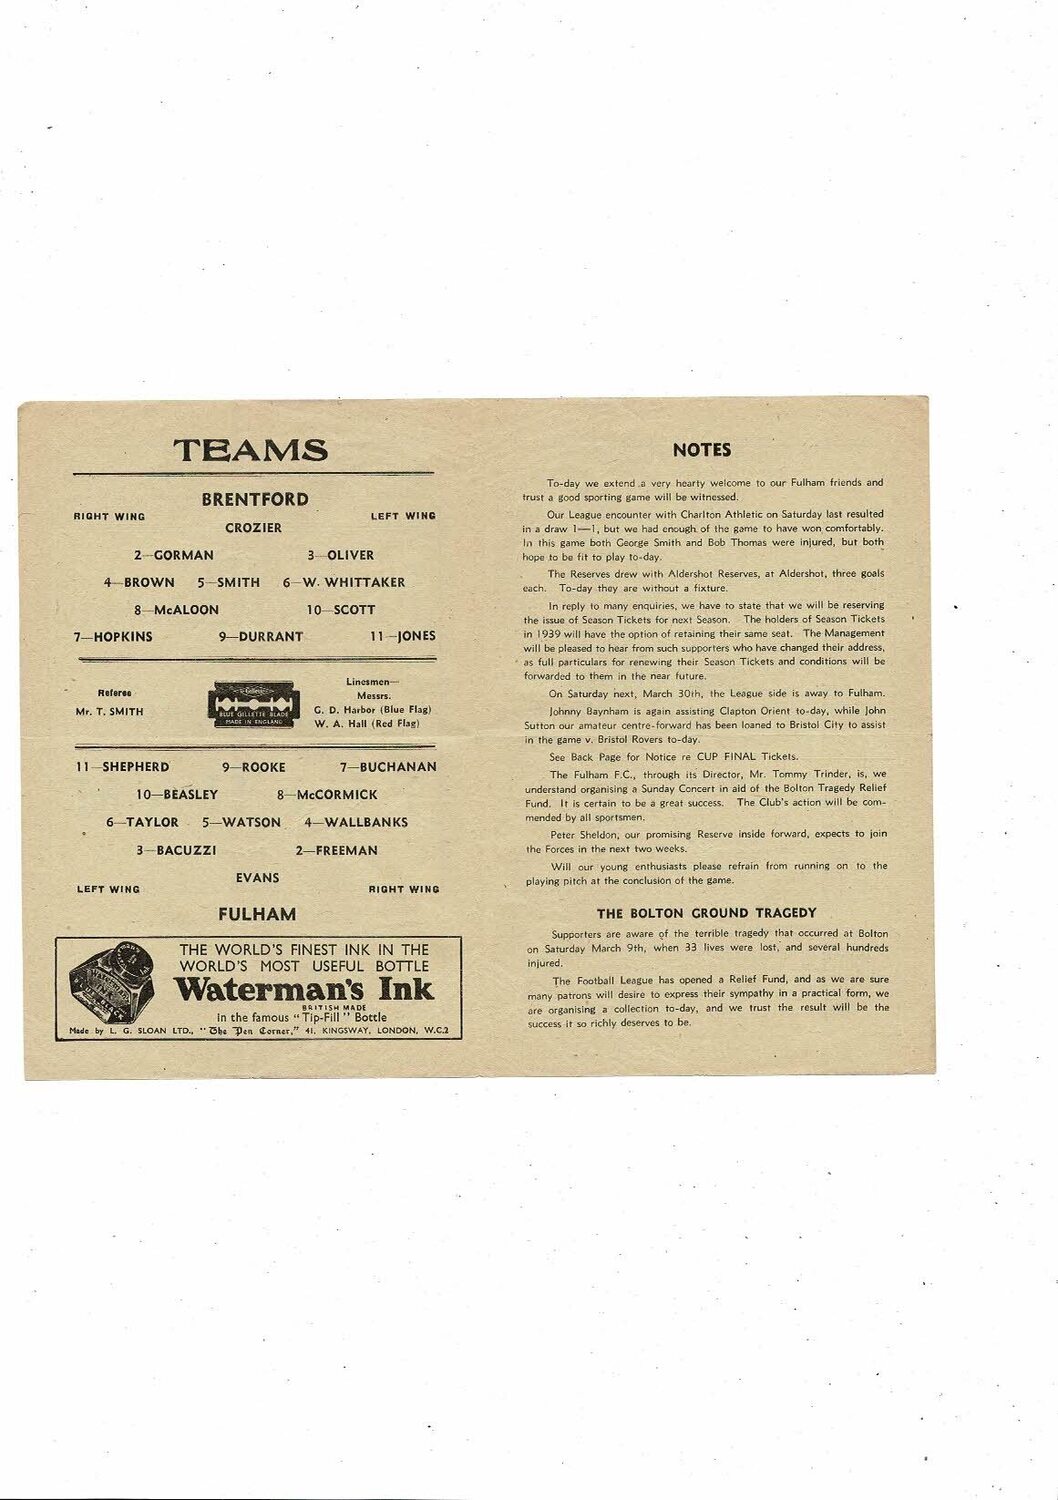 TEAMS
BRENTFORD
RIGHT WING LEFT WING
CROZIER
2—GORMAN 3—OLIVER
4—BROWN 5—SMITH 6—W. WHITTAKER
8—McALOON 10—SCOTT
7—HOPKINS 9—DURRANT 11—JONES
Referee
Mr. T. SMITH
Gillette
BLUE GILLETTE BLADE
MADE IN ENGLAND
Linesmen—
Messrs.
G. D. Harbor (Blue Flag)
W. A. Hall (Red Flag)
11—SHEPHERD 9—ROOKE 7—BUCHANAN
10—BEASLEY 8—McCORMICK
6—TAYLOR 5—WATSON 4—WALLBANKS
3—BACUZZI 2—FREEMAN
EVANS
LEFT WING RIGHT WING
FULHAM
THE WORLD'S FINEST INK IN THE
WORLD'S MOST USEFUL BOTTLE
Waterman's Ink
BRITISH MADE
In the famous "Tip-Fill" Bottle
Made by L. G. SLOAN LTD., "The Pen Corner," 41, KINGSWAY, LONDON, W.C.2
NOTES
To-day we extend a very hearty welcome to our Fulham friends and
trust a good sporting game will be witnessed.
Our League encounter with Charlton Athletic on Saturday last resulted
in a draw 1—1, but we had enough of the game to have won comfortably.
In this game both George Smith and Bob Thomas were injured, but both
hope to be fit to play to-day.
The Reserves drew with Aldershot Reserves, at Aldershot, three goals
each. To-day they are without a fixture.
In reply to many enquiries, we have to state that we will be reserving
the issue of Season Tickets for next Season. The holders of Season Tickets
in 1939 will have the option of retaining their same seat. The Management
will be pleased to hear from such supporters who have changed their address,
as full particulars for renewing their Season Tickets and conditions will be
forwarded to them in the near future.
On Saturday next, March 30th, the League side is away to Fulham.
Johnny Baynham is again assisting Clapton Orient to-day, while John
Sutton our amateur centre-forward has been loaned to Bristol City to assist
in the game v. Bristol Rovers to-day.
See Back Page for Notice re CUP FINAL Tickets.
The Fulham F.C., through its Director, Mr. Tommy Trinder, is, we
understand organising a Sunday Concert in aid of the Bolton Tragedy Relief
Fund. It is certain to be a great success. The Club's action will be com-
mended by all sportsmen.
Peter Sheldon, our promising Reserve inside forward, expects to join
the Forces in the next two weeks.
Will our young enthusiasts please refrain from running on to the
playing pitch at the conclusion of the game.
THE BOLTON GROUND TRAGEDY
Supporters are aware of the terrible tragedy that occurred at Bolton
on Saturday March 9th, when 33 lives were lost, and several hundreds
injured.
The Football League has opened a Relief Fund, and as we are sure
many patrons will desire to express their sympathy in a practical form, we
are organising a collection to-day, and we trust the result will be the
success it so richly deserves to be.